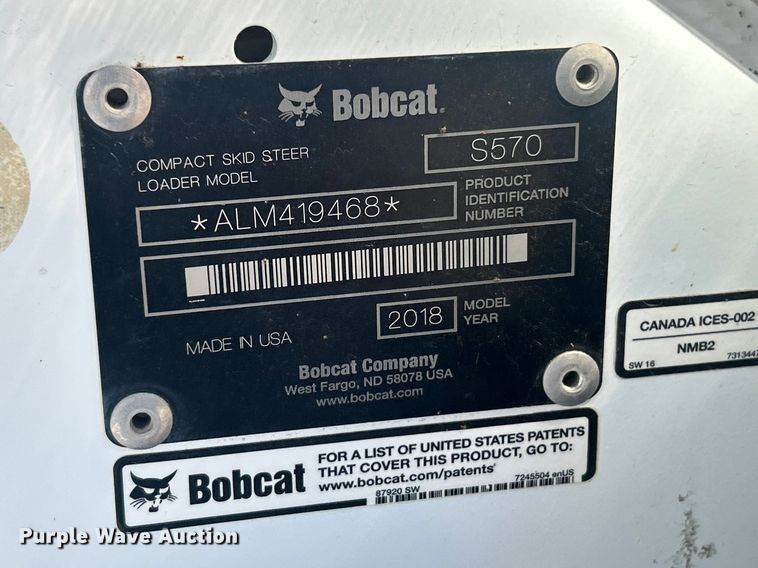 Bobcat.
COMPACT SKID STEER
LOADER MODEL
S570
*ALM419468*
PRODUCT
IDENTIFICATION
NUMBER
MADE IN USA
2018
MODEL
YEAR
Bobcat Company
West Fargo, ND 58078 USA
www.bobcat.com
CANADA ICES-002
NMB2
SW 16
7313447
Bobcat
FOR A LIST OF UNITED STATES PATENTS
THAT COVER THIS PRODUCT, GO TO:
www.bobcat.com/patents
87920 SW
7245504 enUS
Purple Wave Auction